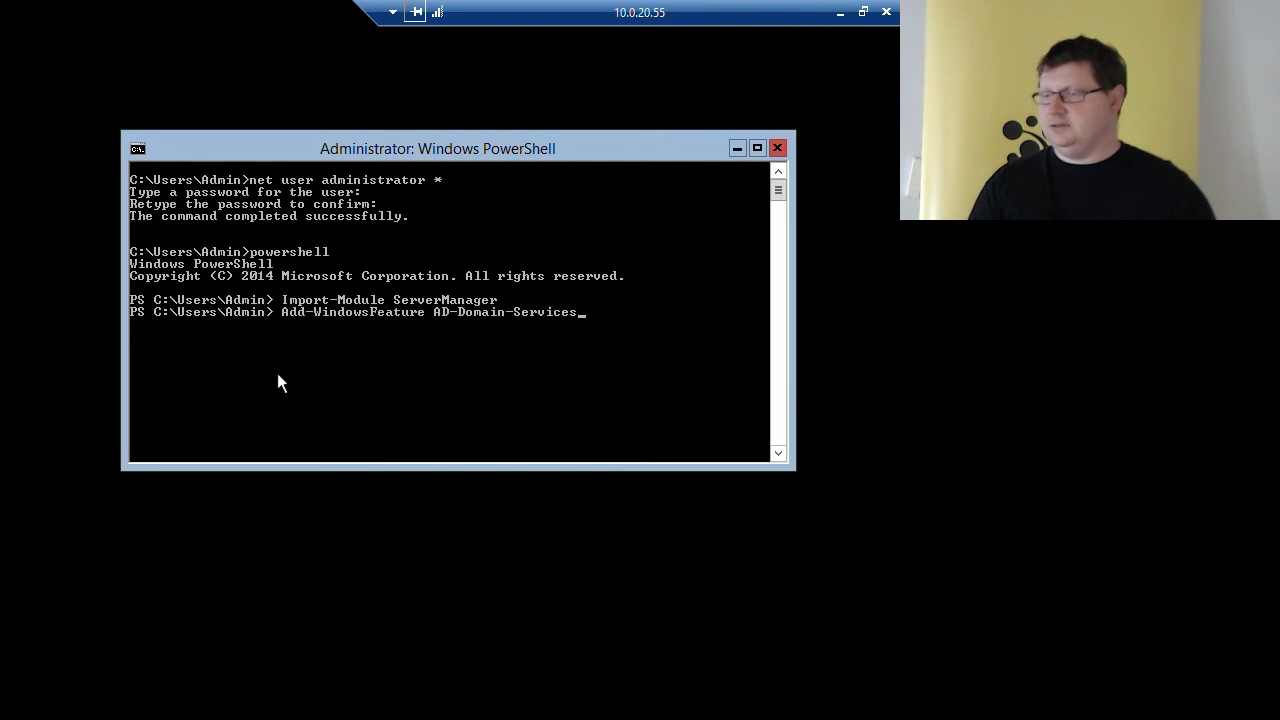 10.0.20.55
Administrator: Windows PowerShell
C:\Users\Admin>net user administrator *
Type a password for the user:
Retype the password to confirm:
The command completed successfully.
C:\Users\Admin>powershell
Windows PowerShell
Copyright (C) 2014 Microsoft Corporation. All rights reserved.
PS C:\Users\Admin> Import-Module ServerManager
PS C:\Users\Admin> Add-WindowsFeature AD-Domain-Services_